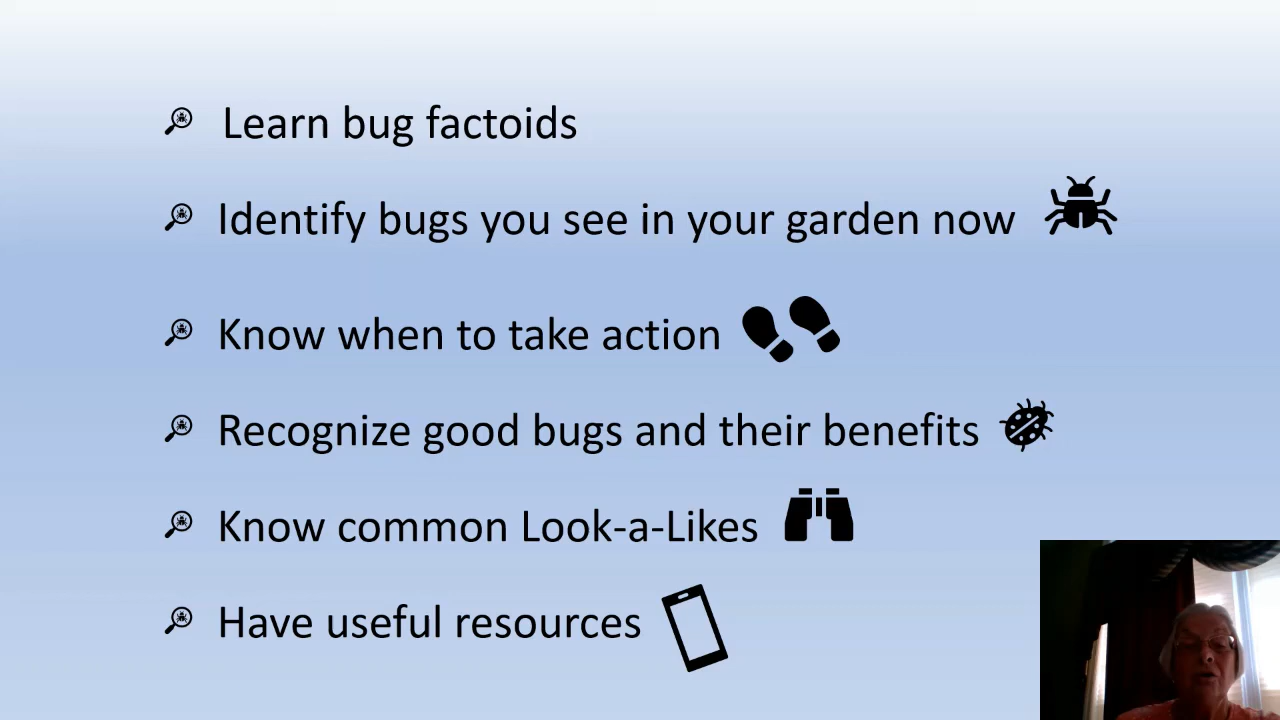 Learn bug factoids
Identify bugs you see in your garden now
Know when to take action
Recognize good bugs and their benefits
Know common Look-a-Likes
Have useful resources